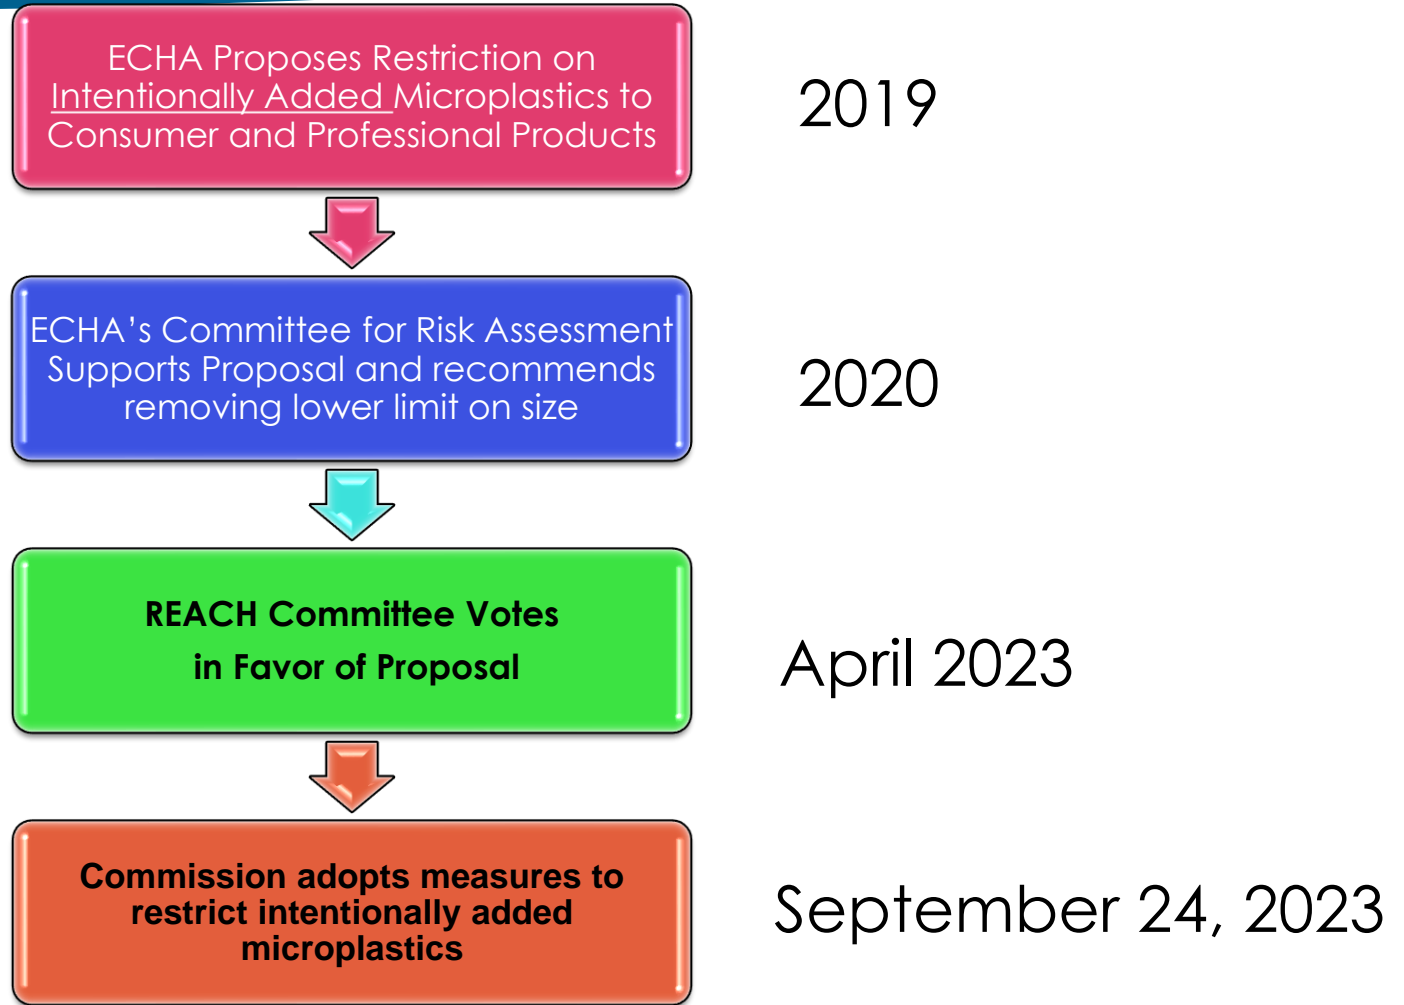 ECHA Proposes Restriction on
Intentionally Added Microplastics to
Consumer and Professional Products
2019
ECHA’s Committee for Risk Assessment
Supports Proposal and recommends
removing lower limit on size
2020
REACH Committee Votes
in Favor of Proposal
April 2023
Commission adopts measures to
restrict intentionally added
microplastics
September 24, 2023